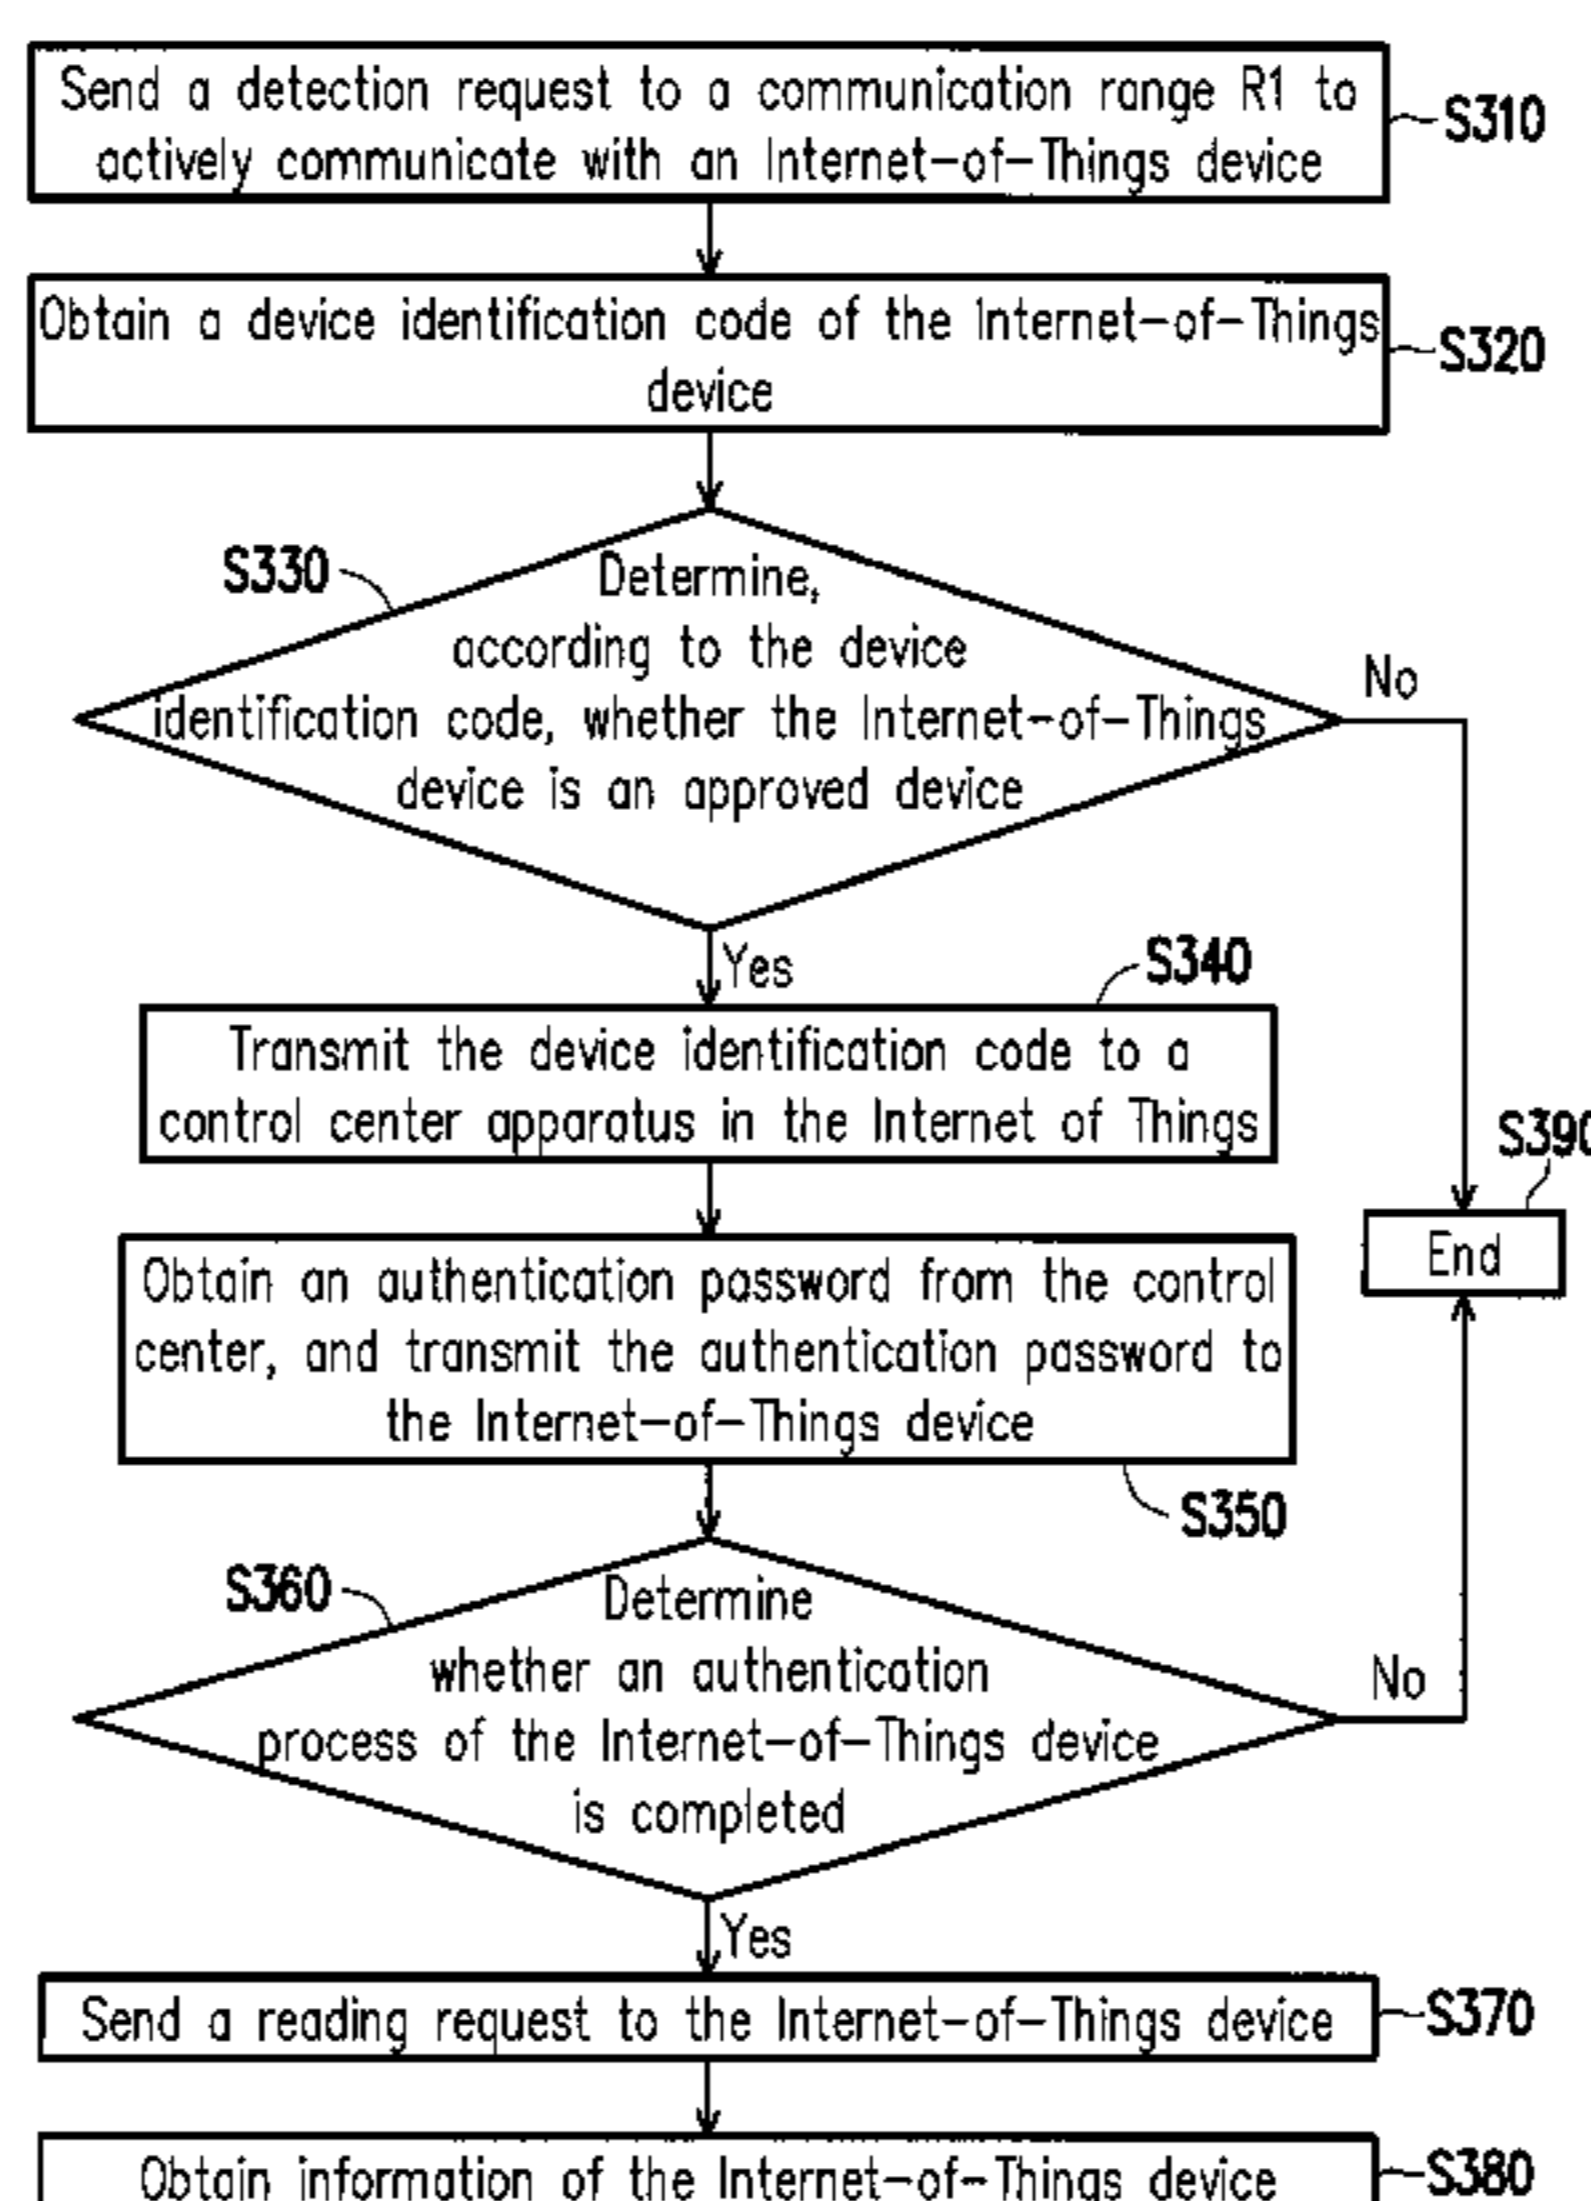 Send a detection request to a communication range R1 to
actively communicate with an Internet-of-Things device
S310
Obtain a device identification code of the Internet-of-Things
device
S320
S330
Determine,
according to the device
identification code, whether the Internet-of-Things
device is an approved device
No
Yes
S340
Transmit the device identification code to a
control center apparatus in the Internet of Things
S390
End
Obtain an authentication password from the control
center, and transmit the authentication password to
the Internet-of-Things device
S350
S360
Determine
whether an authentication
process of the Internet-of-Things device
is completed
No
Yes
Send a reading request to the Internet-of-Things device
S370
Obtain information of the Internet-of-Things device
S380